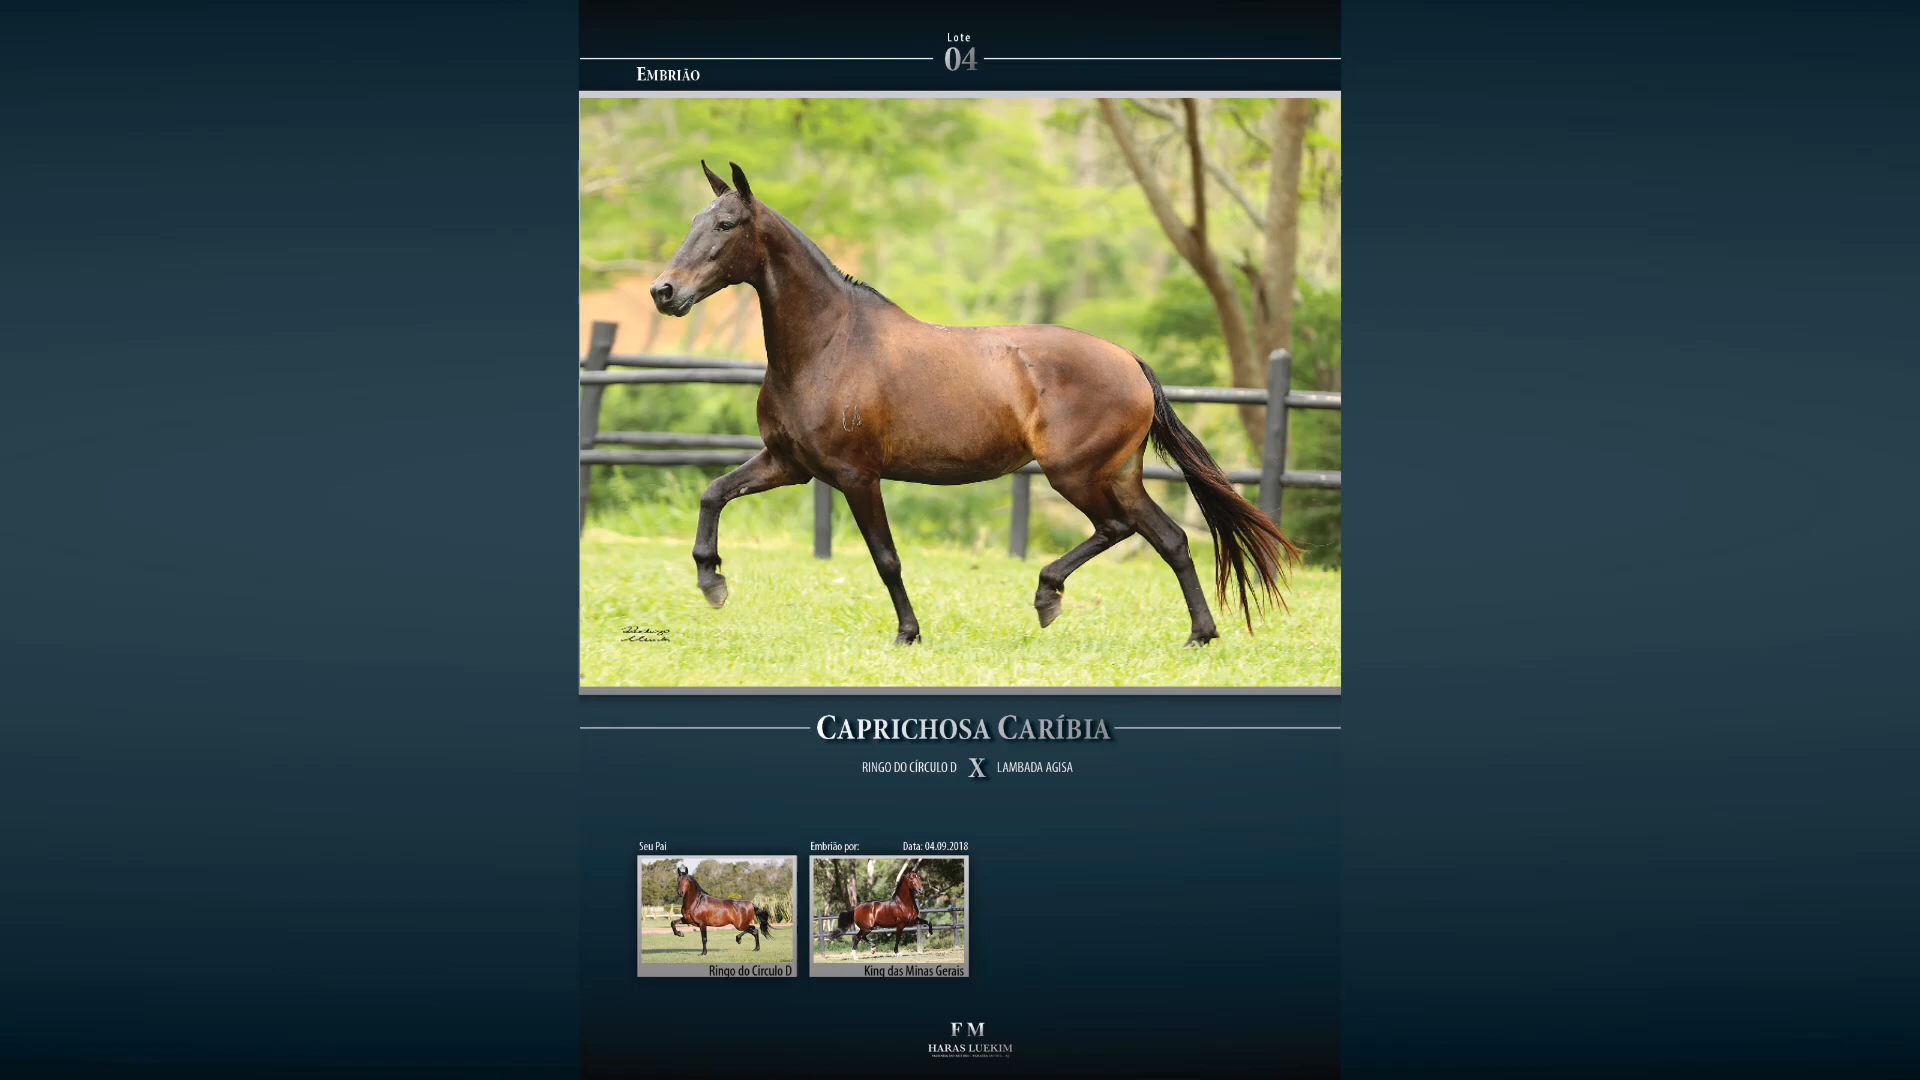 Lote
04
EMBRIÃO
CAPRICHOSA CARÍBIA
RINGO DO CÍRCULO D X LAMBADA AGISA
Seu Pai
Embrião por: Data: 04.09.2018
Ringo do Circulo D
King das Minas Gerais
F M
HARAS LUEKIM